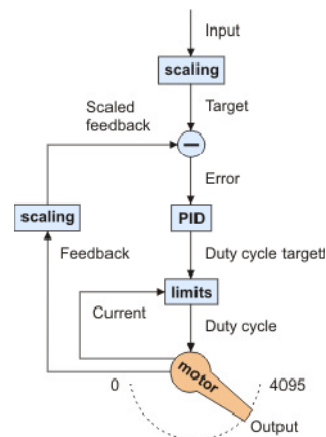 Input
scaling
Scaled
feedback
Target
Error
scaling
PID
Feedback
Duty cycle target
limits
Current
Duty cycle
motor
0
4095
Output